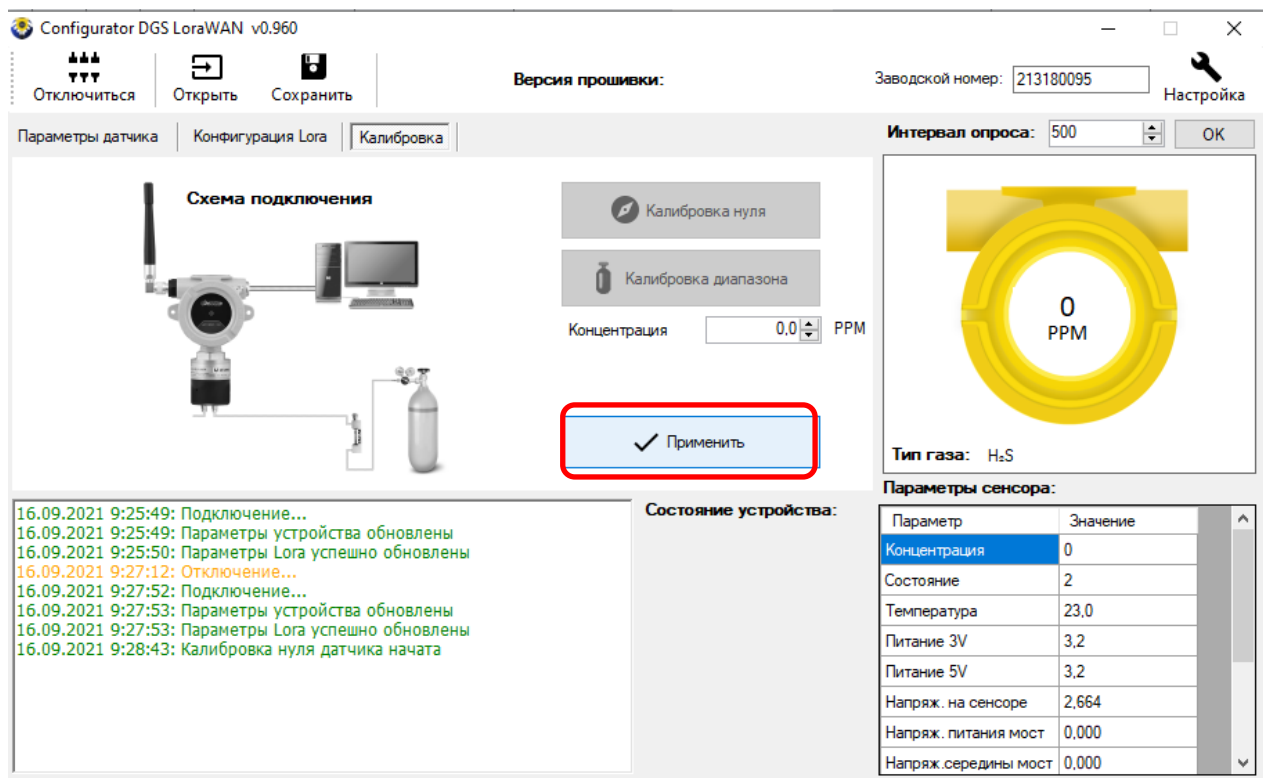 Configurator DGS LoraWAN v0.960
Отключиться
Открыть
Сохранить
Версия прошивки:
Заводской номер: 213180095
Настройка
Параметры датчика
Конфигурация Lora
Калибровка
Интервал опроса: 500
OK
Схема подключения
Калибровка нуля
Калибровка диапазона
Концентрация 0,0 PPM
Применить
0
PPM
Тип газа: H₂S
16.09.2021 9:25:49: Подключение...
16.09.2021 9:25:49: Параметры устройства обновлены
16.09.2021 9:25:50: Параметры Lora успешно обновлены
16.09.2021 9:27:12: Отключение...
16.09.2021 9:27:52: Подключение...
16.09.2021 9:27:53: Параметры устройства обновлены
16.09.2021 9:27:53: Параметры Lora успешно обновлены
16.09.2021 9:28:43: Калибровка нуля датчика начата
Состояние устройства:
Параметры сенсора:
Параметр Значение
Концентрация 0
Состояние 2
Температура 23,0
Питание 3V 3,2
Питание 5V 3,2
Напряж. на сенсоре 2,664
Напряж. питания мост 0,000
Напряж.середины мост 0,000